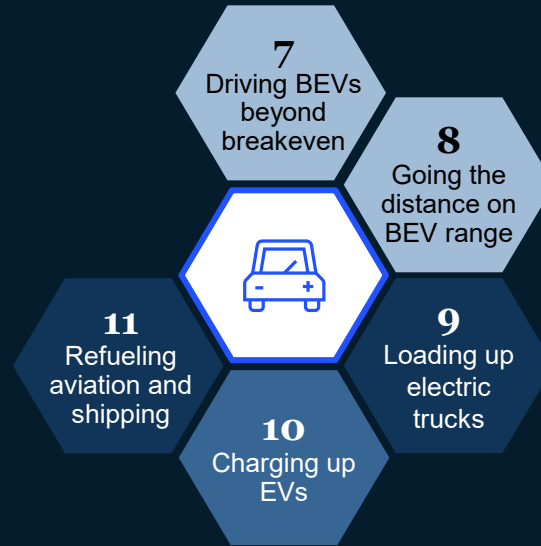 7
Driving BEVs
beyond
breakeven
8
Going the
distance on
BEV range
9
Loading up
electric
trucks
10
Charging up
EVs
11
Refueling
aviation and
shipping